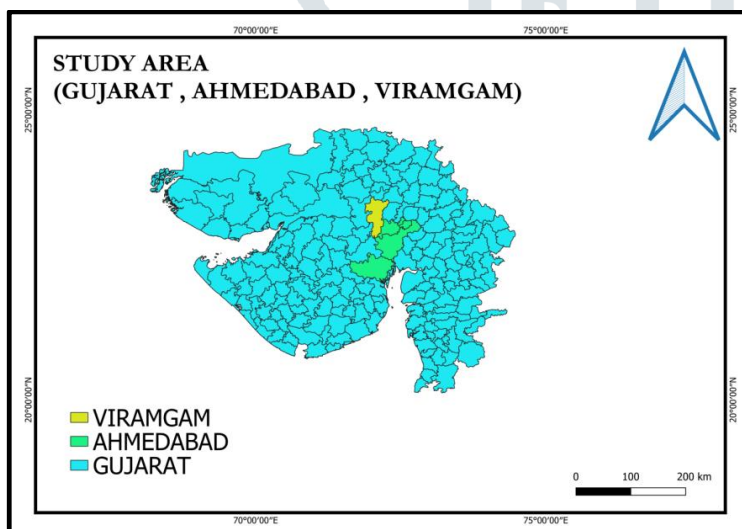 70°00'00"E 75°00'00"E
STUDY AREA
(GUJARAT , AHMEDABAD , VIRAMGAM)
25°00'00"N 25°00'00"N
20°00'00"N 20°00'00"N
VIRAMGAM
AHMEDABAD
GUJARAT
0 100 200 km
70°00'00"E 75°00'00"E